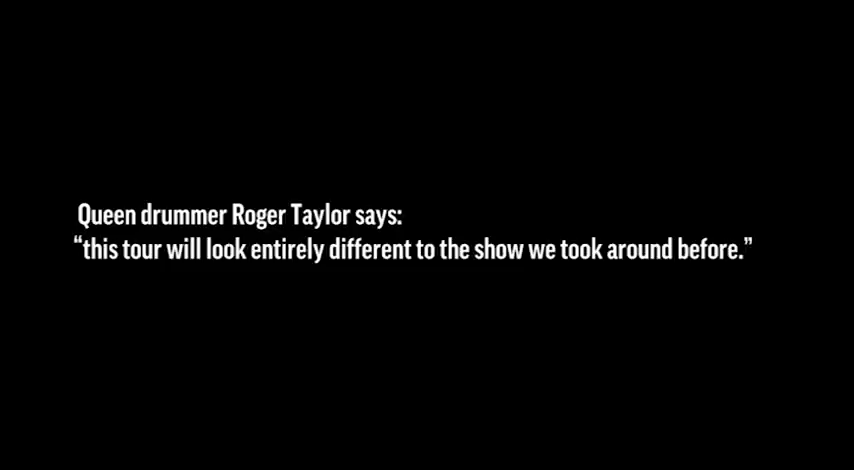 Queen drummer Roger Taylor says:
“this tour will look entirely different to the show we took around before.”